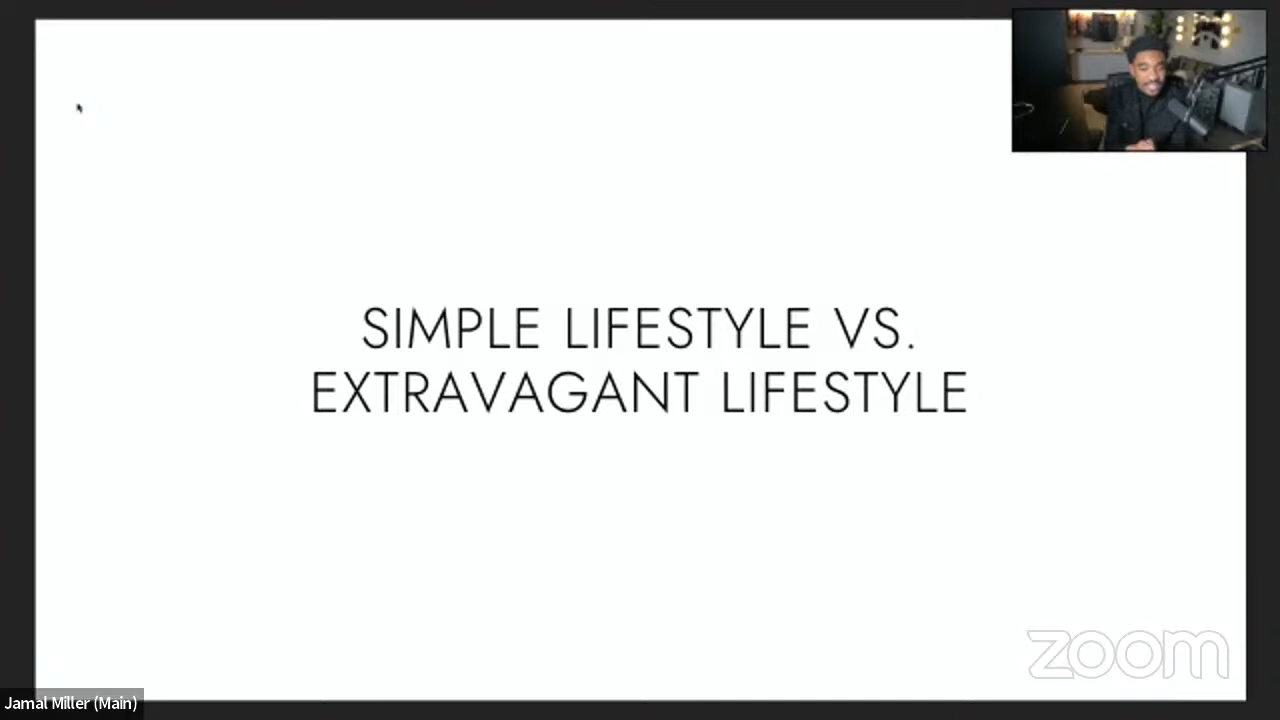 SIMPLE LIFESTYLE VS.
EXTRAVAGANT LIFESTYLE
zoom
Jamal Miller (Main)